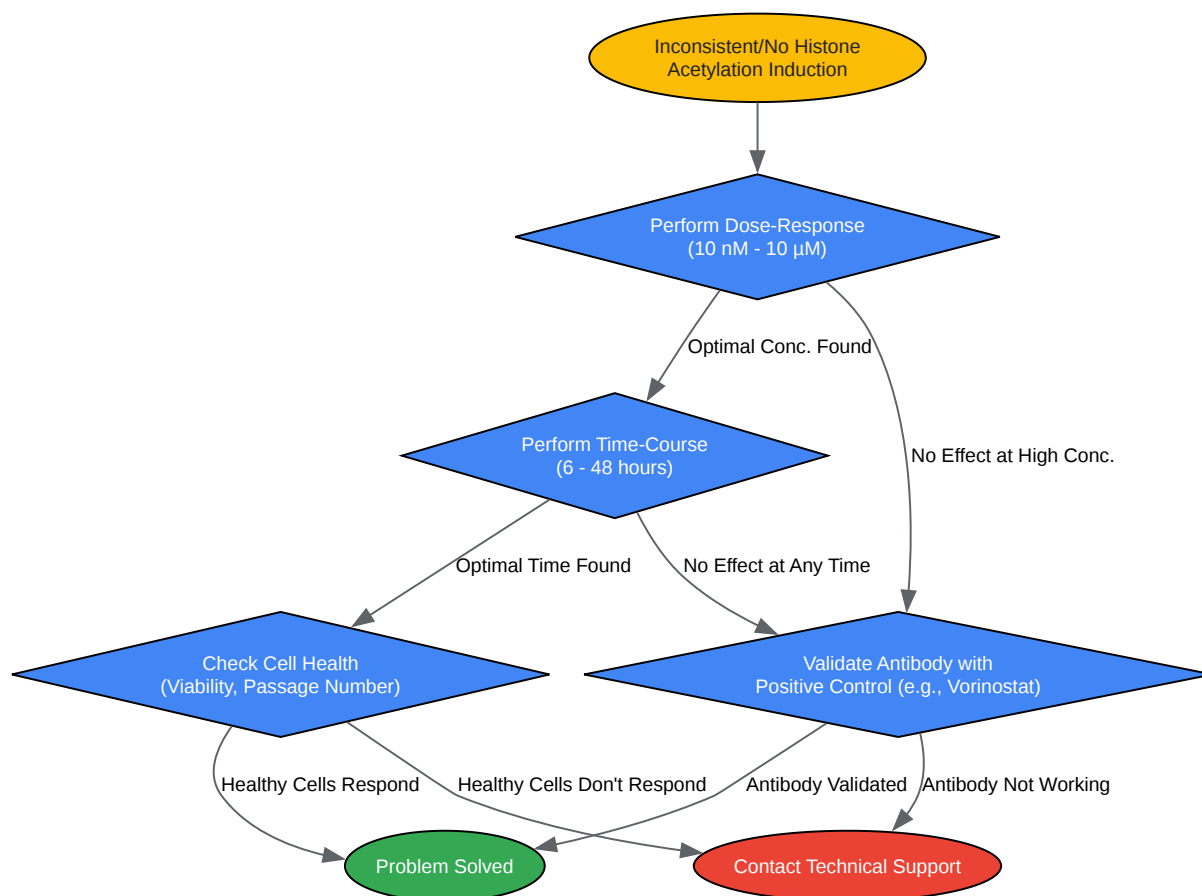 Inconsistent/No Histone
Acetylation Induction
Perform Dose-Response
(10 nM - 10 µM)
Optimal Conc. Found
Perform Time-Course
(6 - 48 hours)
No Effect at High Conc.
Optimal Time Found
No Effect at Any Time
Check Cell Health
(Viability, Passage Number)
Validate Antibody with
Positive Control (e.g., Vorinostat)
Healthy Cells Respond
Healthy Cells Don't Respond
Antibody Validated
Antibody Not Working
Problem Solved
Contact Technical Support